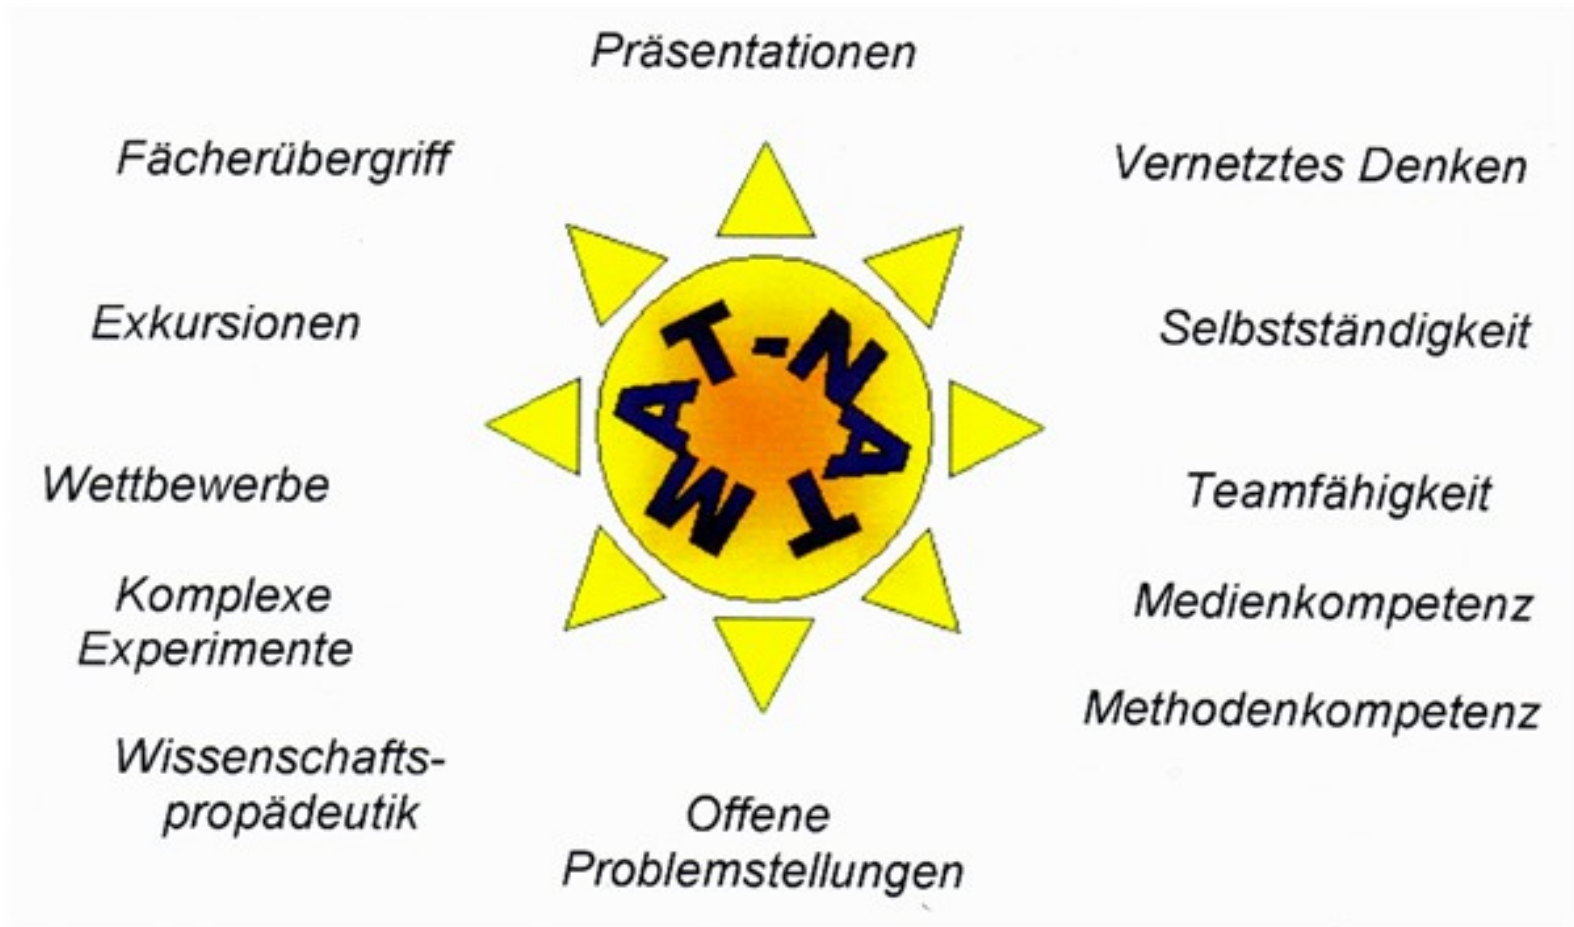 Präsentationen
Fächerübergriff
Vernetztes Denken
Exkursionen
Selbstständigkeit
MAT-NAT
Wettbewerbe
Teamfähigkeit
Komplexe
Experimente
Medienkompetenz
Methodenkompetenz
Wissenschafts-
propädeutik
Offene
Problemstellungen